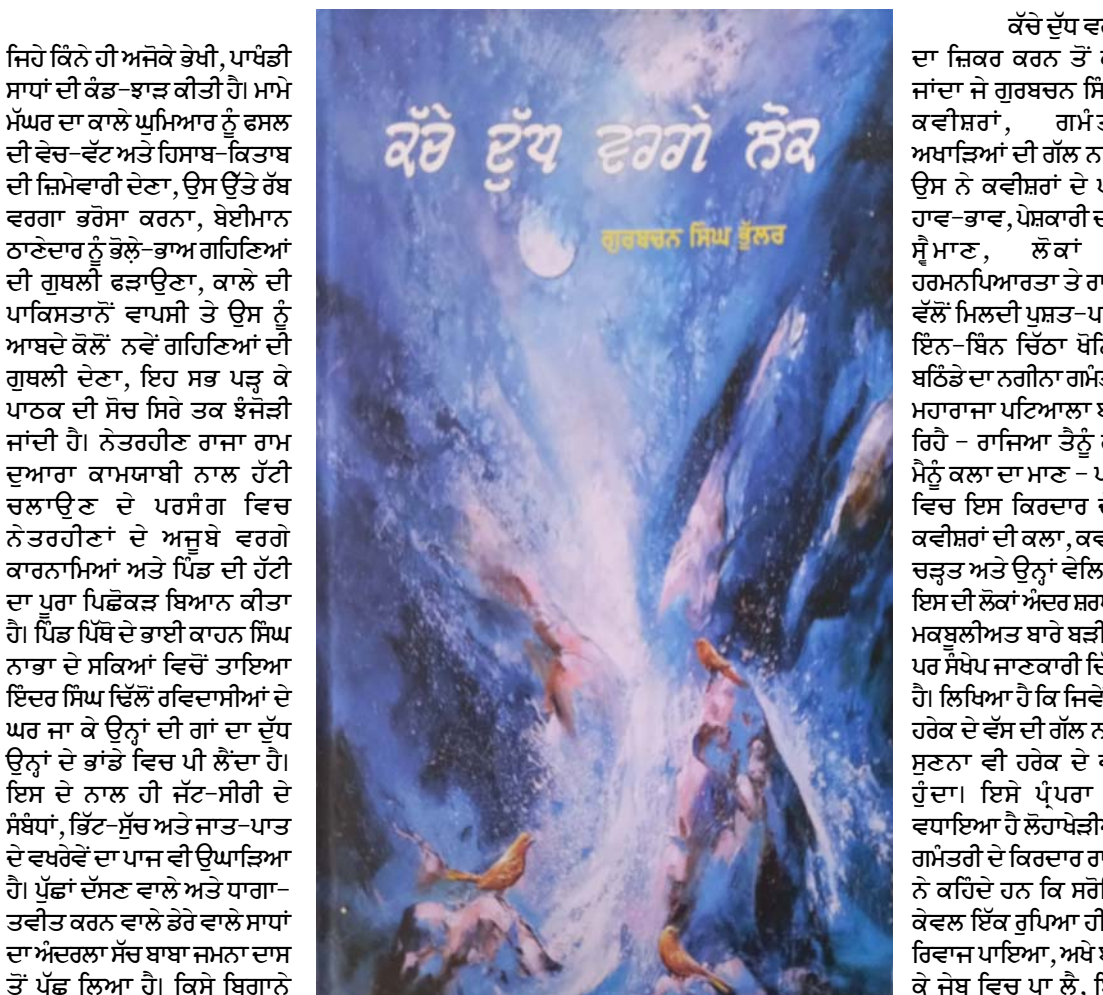 ਜਿਹੇ ਕਿੰਨੇ ਹੀ ਅਜੋਕੇ ਭੇਖੀ, ਪਾਖੰਡੀ
ਸਾਧਾਂ ਦੀ ਕੰਡ-ਝਾੜ ਕੀਤੀ ਹੈ। ਮਾਮੇ
ਮੱਘਰ ਦਾ ਕਾਲੇ ਘੁਮਿਆਰ ਨੂੰ ਫਸਲ
ਦੀ ਵੇਚ-ਵੱਟ ਅਤੇ ਹਿਸਾਬ-ਕਿਤਾਬ
ਦੀ ਜ਼ਿਮੇਵਾਰੀ ਦੇਣਾ, ਉਸ ਉੱਤੇ ਰੱਬ
ਵਰਗਾ ਭਰੋਸਾ ਕਰਨਾ, ਬੇਈਮਾਨ
ਠਾਣੇਦਾਰ ਨੂੰ ਭੋਲ਼ੇ-ਭਾਅ ਗਹਿਣਿਆਂ
ਦੀ ਗੁਥਲੀ ਫੜਾਉਣਾ, ਕਾਲੇ ਦੀ
ਪਾਕਿਸਤਾਨੋਂ ਵਾਪਸੀ ਤੇ ਉਸ ਨੂੰ
ਆਬਦੇ ਕੋਲੋਂ ਨਵੇਂ ਗਹਿਣਿਆਂ ਦੀ
ਗੁਥਲੀ ਦੇਣਾ, ਇਹ ਸਭ ਪੜ੍ਹ ਕੇ
ਪਾਠਕ ਦੀ ਸੋਚ ਸਿਰੇ ਤਕ ਝੰਜੋੜੀ
ਜਾਂਦੀ ਹੈ। ਨੇਤਰਹੀਣ ਰਾਜਾ ਰਾਮ
ਦੁਆਰਾ ਕਾਮਯਾਬੀ ਨਾਲ ਹੱਟੀ
ਚਲਾਉਣ ਦੇ ਪਰਸੰਗ ਵਿਚ
ਨੇਤਰਹੀਣਾਂ ਦੇ ਅਜੂਬੇ ਵਰਗੇ
ਕਾਰਨਾਮਿਆਂ ਅਤੇ ਪਿੰਡ ਦੀ ਹੱਟੀ
ਦਾ ਪੂਰਾ ਪਿਛੋਕੜ ਬਿਆਨ ਕੀਤਾ
ਹੈ। ਪਿੰਡ ਪਿੱਥੋ ਦੇ ਭਾਈ ਕਾਹਨ ਸਿੰਘ
ਨਾਭਾ ਦੇ ਸਕਿਆਂ ਵਿਚੋਂ ਤਾਇਆ
ਇੰਦਰ ਸਿੰਘ ਢਿੱਲੋਂ ਰਵਿਦਾਸੀਆਂ ਦੇ
ਘਰ ਜਾ ਕੇ ਉਨ੍ਹਾਂ ਦੀ ਗਾਂ ਦਾ ਦੁੱਧ
ਉਨ੍ਹਾਂ ਦੇ ਭਾਂਡੇ ਵਿਚ ਪੀ ਲੈਂਦਾ ਹੈ।
ਇਸ ਦੇ ਨਾਲ ਹੀ ਜੱਟ-ਸੀਰੀ ਦੇ
ਸੰਬੰਧਾਂ, ਭਿੱਟ-ਸੁੱਚ ਅਤੇ ਜਾਤ-ਪਾਤ
ਦੇ ਵਖਰੇਵੇਂ ਦਾ ਪਾਜ ਵੀ ਉਘਾੜਿਆ
ਹੈ। ਪੁੱਛਾਂ ਦੱਸਣ ਵਾਲੇ ਅਤੇ ਧਾਗਾ-
ਤਵੀਤ ਕਰਨ ਵਾਲੇ ਡੇਰੇ ਵਾਲੇ ਸਾਧਾਂ
ਦਾ ਅੰਦਰਲਾ ਸੱਚ ਬਾਬਾ ਜਮਨਾ ਦਾਸ
ਤੋਂ ਪੁੱਛ ਲਿਆ ਹੈ। ਕਿਸੇ ਬਿਗਾਨੇ
ਕੱਚੇ ਦੁੱਧ ਵਰਗੇ ਲੋਕ
ਗੁਰਬਚਨ ਸਿੰਘ ਭੁੱਲਰ
ਕੱਚੇ ਦੁੱਧ ਵਰ
ਦਾ ਜ਼ਿਕਰ ਕਰਨ ਤੋਂ
ਜਾਂਦਾ ਜੇ ਗੁਰਬਚਨ ਸਿੰ
ਕਵੀਸ਼ਰਾਂ, ਗਮੰਤ
ਅਖਾੜਿਆਂ ਦੀ ਗੱਲ ਨ
ਉਸ ਨੇ ਕਵੀਸ਼ਰਾਂ ਦੇ
ਹਾਵ-ਭਾਵ, ਪੇਸ਼ਕਾਰੀ ਦ
ਸ੍ਵੈਮਾਣ, ਲੋਕਾਂ
ਹਰਮਨਪਿਆਰਤਾ ਤੇ ਰਾ
ਵੱਲੋਂ ਮਿਲਦੀ ਪੁਸ਼ਤ-ਪ
ਇੰਨ-ਬਿੰਨ ਚਿੱਠਾ ਖੋ
ਬਠਿੰਡੇ ਦਾ ਨਗੀਨਾ ਗਮੰਤ
ਮਹਾਰਾਜਾ ਪਟਿਆਲਾ
ਰਿਹੈ - ਰਾਜਿਆ ਤੈਨੂੰ
ਮੈਨੂੰ ਕਲਾ ਦਾ ਮਾਣ -
ਵਿਚ ਇਸ ਕਿਰਦਾਰ ਦ
ਕਵੀਸ਼ਰਾਂ ਦੀ ਕਲਾ, ਕਵ
ਚੜ੍ਹਤ ਅਤੇ ਉਨ੍ਹਾਂ ਵੇਲਿ
ਇਸ ਦੀ ਲੋਕਾਂ ਅੰਦਰ ਸ਼ਰ
ਮਕਬੂਲੀਅਤ ਬਾਰੇ ਬੜੀ
ਪਰ ਸੰਖੇਪ ਜਾਣਕਾਰੀ ਦਿੱ
ਹੈ। ਲਿਖਿਆ ਹੈ ਕਿ ਜਿਵੇ
ਹਰੇਕ ਦੇ ਵੱਸ ਦੀ ਗੱਲ ਨ
ਸੁਣਨਾ ਵੀ ਹਰੇਕ ਦੇ
ਹੁੰਦਾ। ਇਸੇ ਪ੍ਰੰਪਰਾ
ਵਧਾਇਆ ਹੈ ਲੋਹਾਖੇੜੀ
ਗਮੰਤਰੀ ਦੇ ਕਿਰਦਾਰ ਰਾ
ਨੇ ਕਹਿੰਦੇ ਹਨ ਕਿ ਸਰੋ
ਕੇਵਲ ਇੱਕ ਰੁਪਿਆ ਹੀ
ਰਿਵਾਜ ਪਾਇਆ, ਅਖੇ
ਕੇ ਜੇਬ ਵਿਚ ਪਾ ਲੈ,